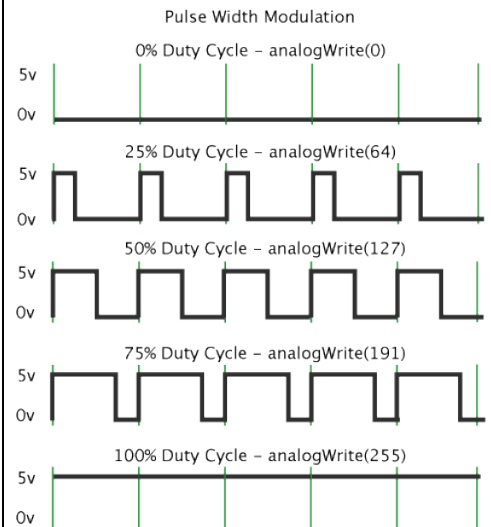 Pulse Width Modulation
0% Duty Cycle – analogWrite(0)
5v
0v
25% Duty Cycle – analogWrite(64)
5v
0v
50% Duty Cycle – analogWrite(127)
5v
0v
75% Duty Cycle – analogWrite(191)
5v
0v
100% Duty Cycle – analogWrite(255)
5v
0v